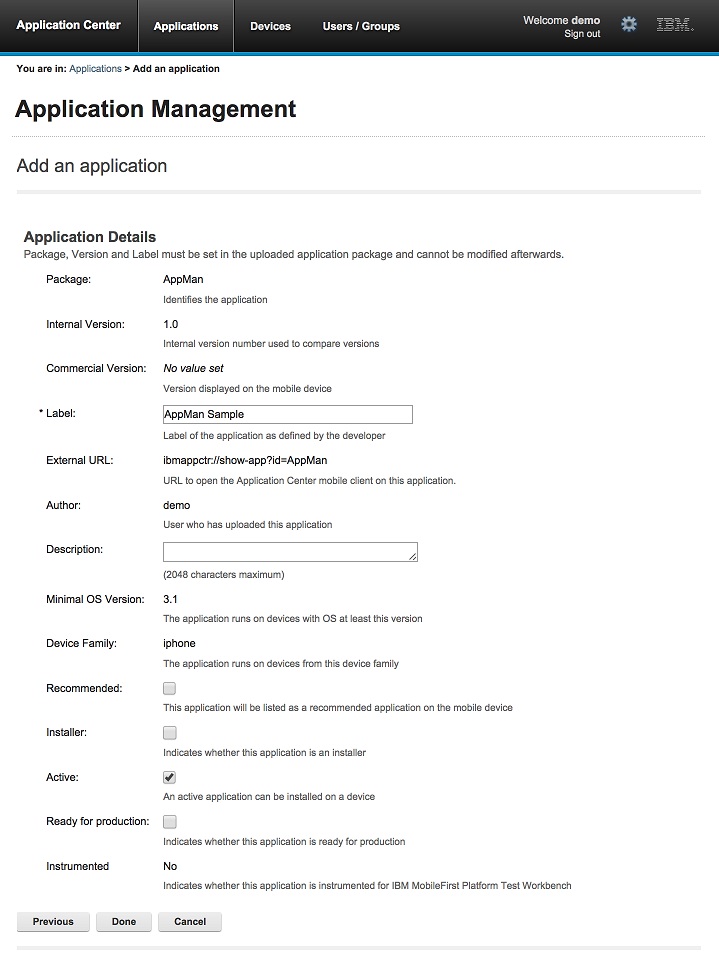 Application Center
Applications
Devices
Users / Groups
Welcome demo
Sign out
IBM.
You are in: Applications > Add an application
Application Management
Add an application
Application Details
Package, Version and Label must be set in the uploaded application package and cannot be modified afterwards.
Package: AppMan
Identifies the application
Internal Version: 1.0
Internal version number used to compare versions
Commercial Version: No value set
Version displayed on the mobile device
* Label: AppMan Sample
Label of the application as defined by the developer
External URL: ibmappctr://show-app?id=AppMan
URL to open the Application Center mobile client on this application.
Author: demo
User who has uploaded this application
Description:
(2048 characters maximum)
Minimal OS Version: 3.1
The application runs on devices with OS at least this version
Device Family: iphone
The application runs on devices from this device family
Recommended:
This application will be listed as a recommended application on the mobile device
Installer:
Indicates whether this application is an installer
Active:
An active application can be installed on a device
Ready for production:
Indicates whether this application is ready for production
Instrumented No
Indicates whether this application is instrumented for IBM MobileFirst Platform Test Workbench
Previous
Done
Cancel